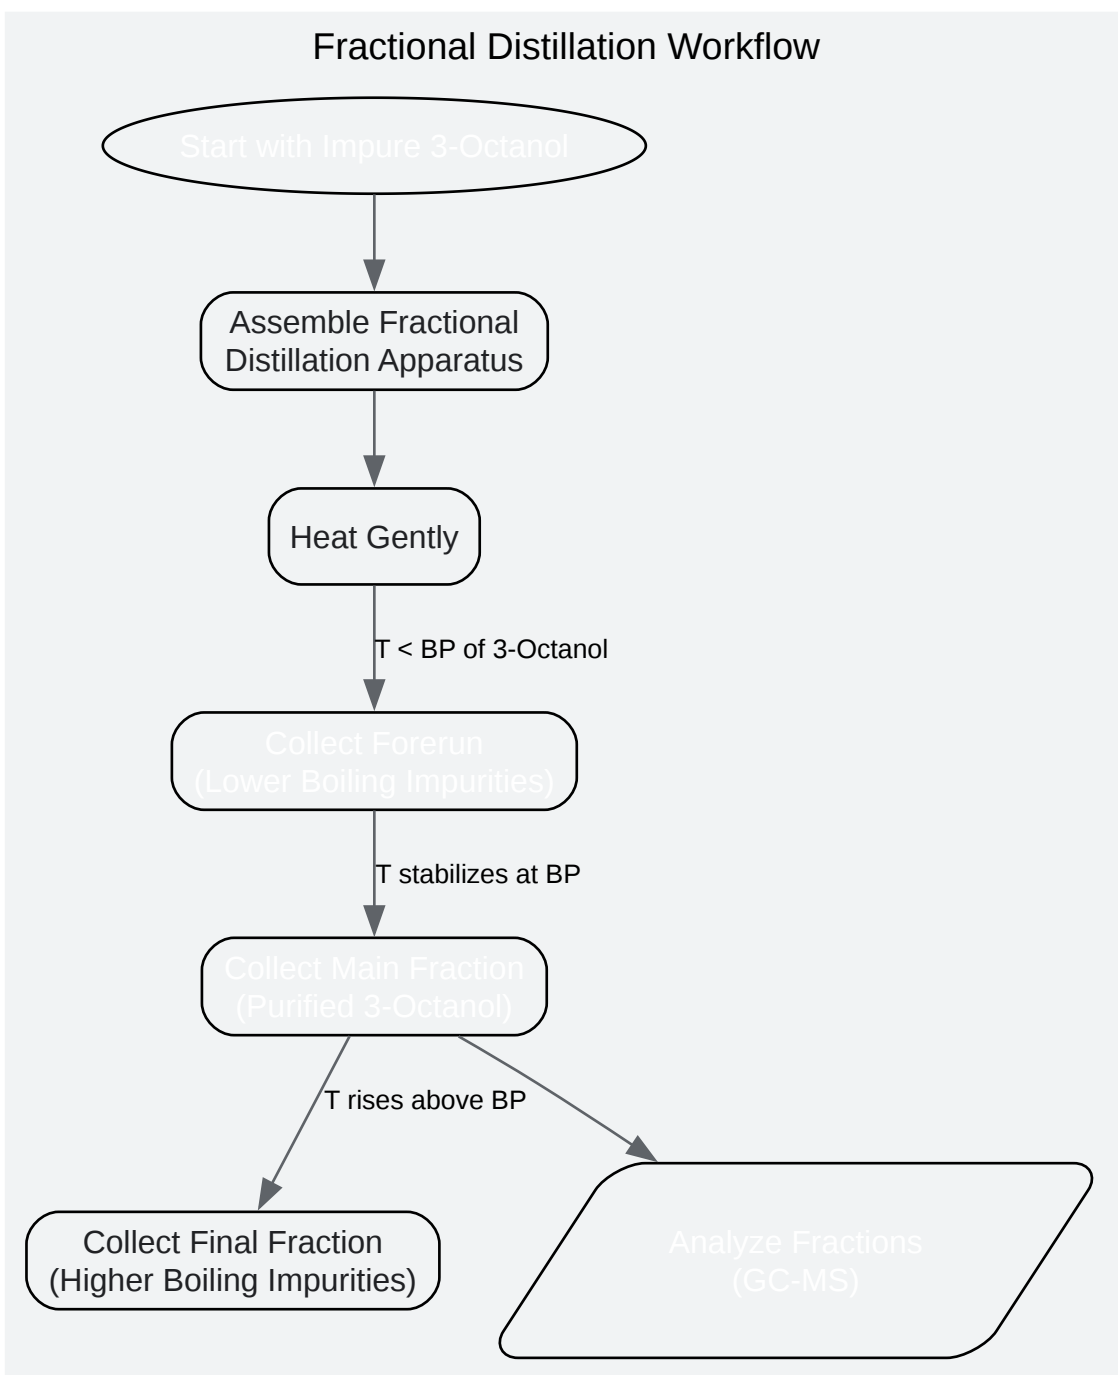 Fractional Distillation Workflow
Start with Impure 3-Octanol
Assemble Fractional
Distillation Apparatus
Heat Gently
T < BP of 3-Octanol
Collect Forerun
(Lower Boiling Impurities)
T stabilizes at BP
Collect Main Fraction
(Purified 3-Octanol)
T rises above BP
Collect Final Fraction
(Higher Boiling Impurities)
Analyze Fractions
(GC-MS)